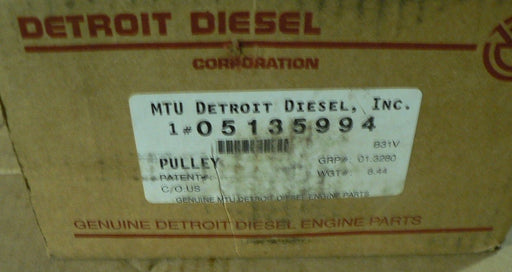 DETROIT DIESEL
CORPORATION
MTU DETROIT DIESEL, INC.
1# 05135994
B31V
PULLEY GRP#: 01.3280
PATENT#: WGT#: 8.44
C/O US
GENUINE MTU DETROIT DIESEL ENGINE PARTS
GENUINE DETROIT DIESEL ENGINE PARTS